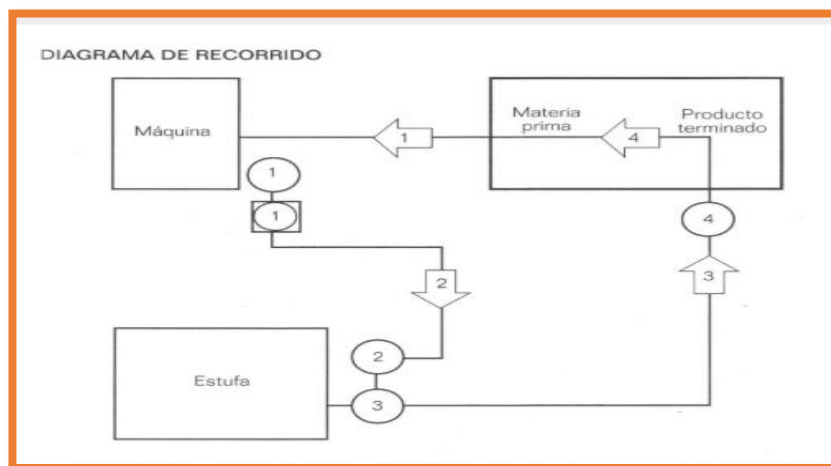 DIAGRAMA DE RECORRIDO
Máquina
Materia
prima
Producto
terminado
1
4
1
1
4
2
3
2
Estufa
3